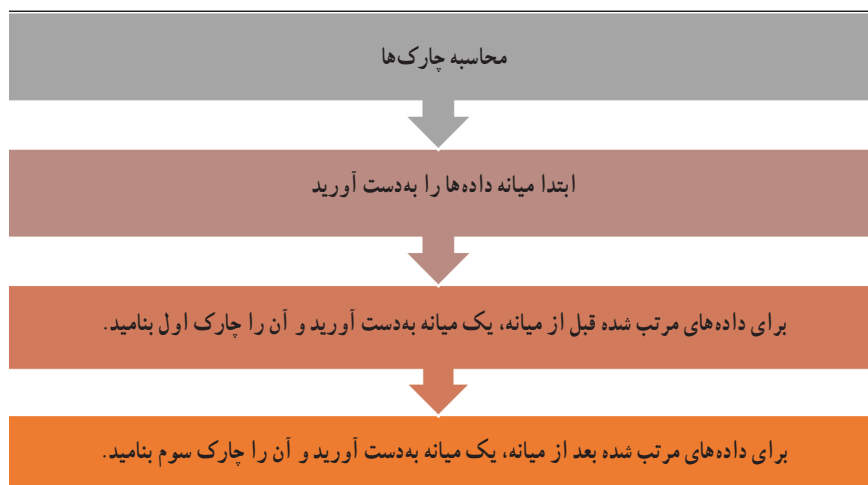 محاسبه چارک‌ها
ابتدا میانه داده‌ها را به‌دست آورید
برای داده‌های مرتب شده قبل از میانه، یک میانه به‌دست آورید و آن را چارک اول بنامید.
برای داده‌های مرتب شده بعد از میانه، یک میانه به‌دست آورید و آن را چارک سوم بنامید.